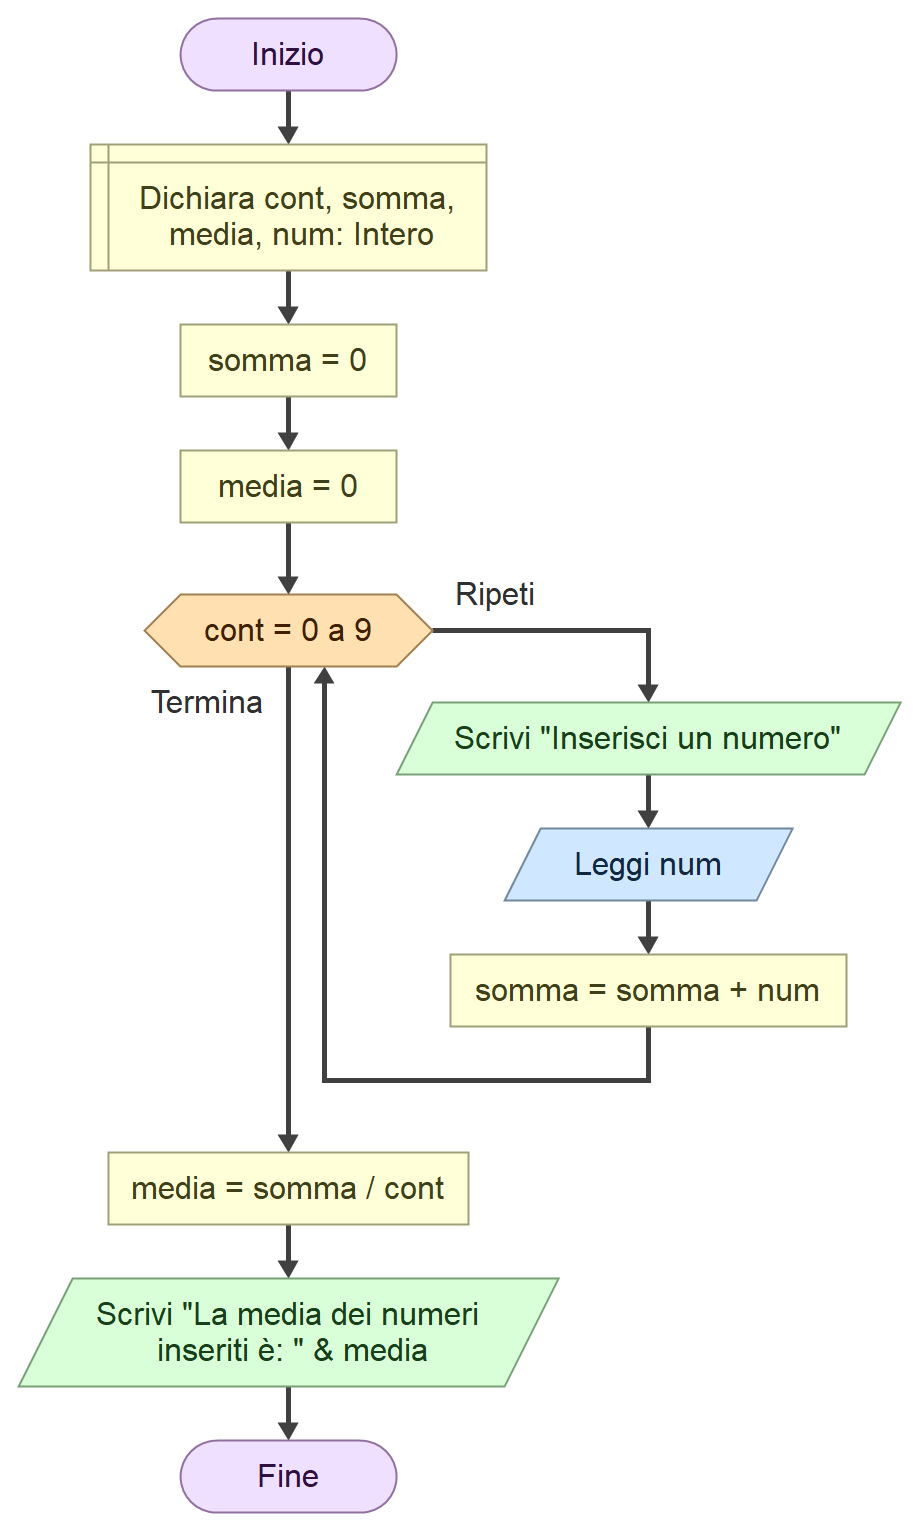 Inizio
Dichiara cont, somma,
media, num: Intero
somma = 0
media = 0
cont = 0 a 9
Ripeti
Termina
Scrivi "Inserisci un numero"
Leggi num
somma = somma + num
media = somma / cont
Scrivi "La media dei numeri
inseriti è: " & media
Fine